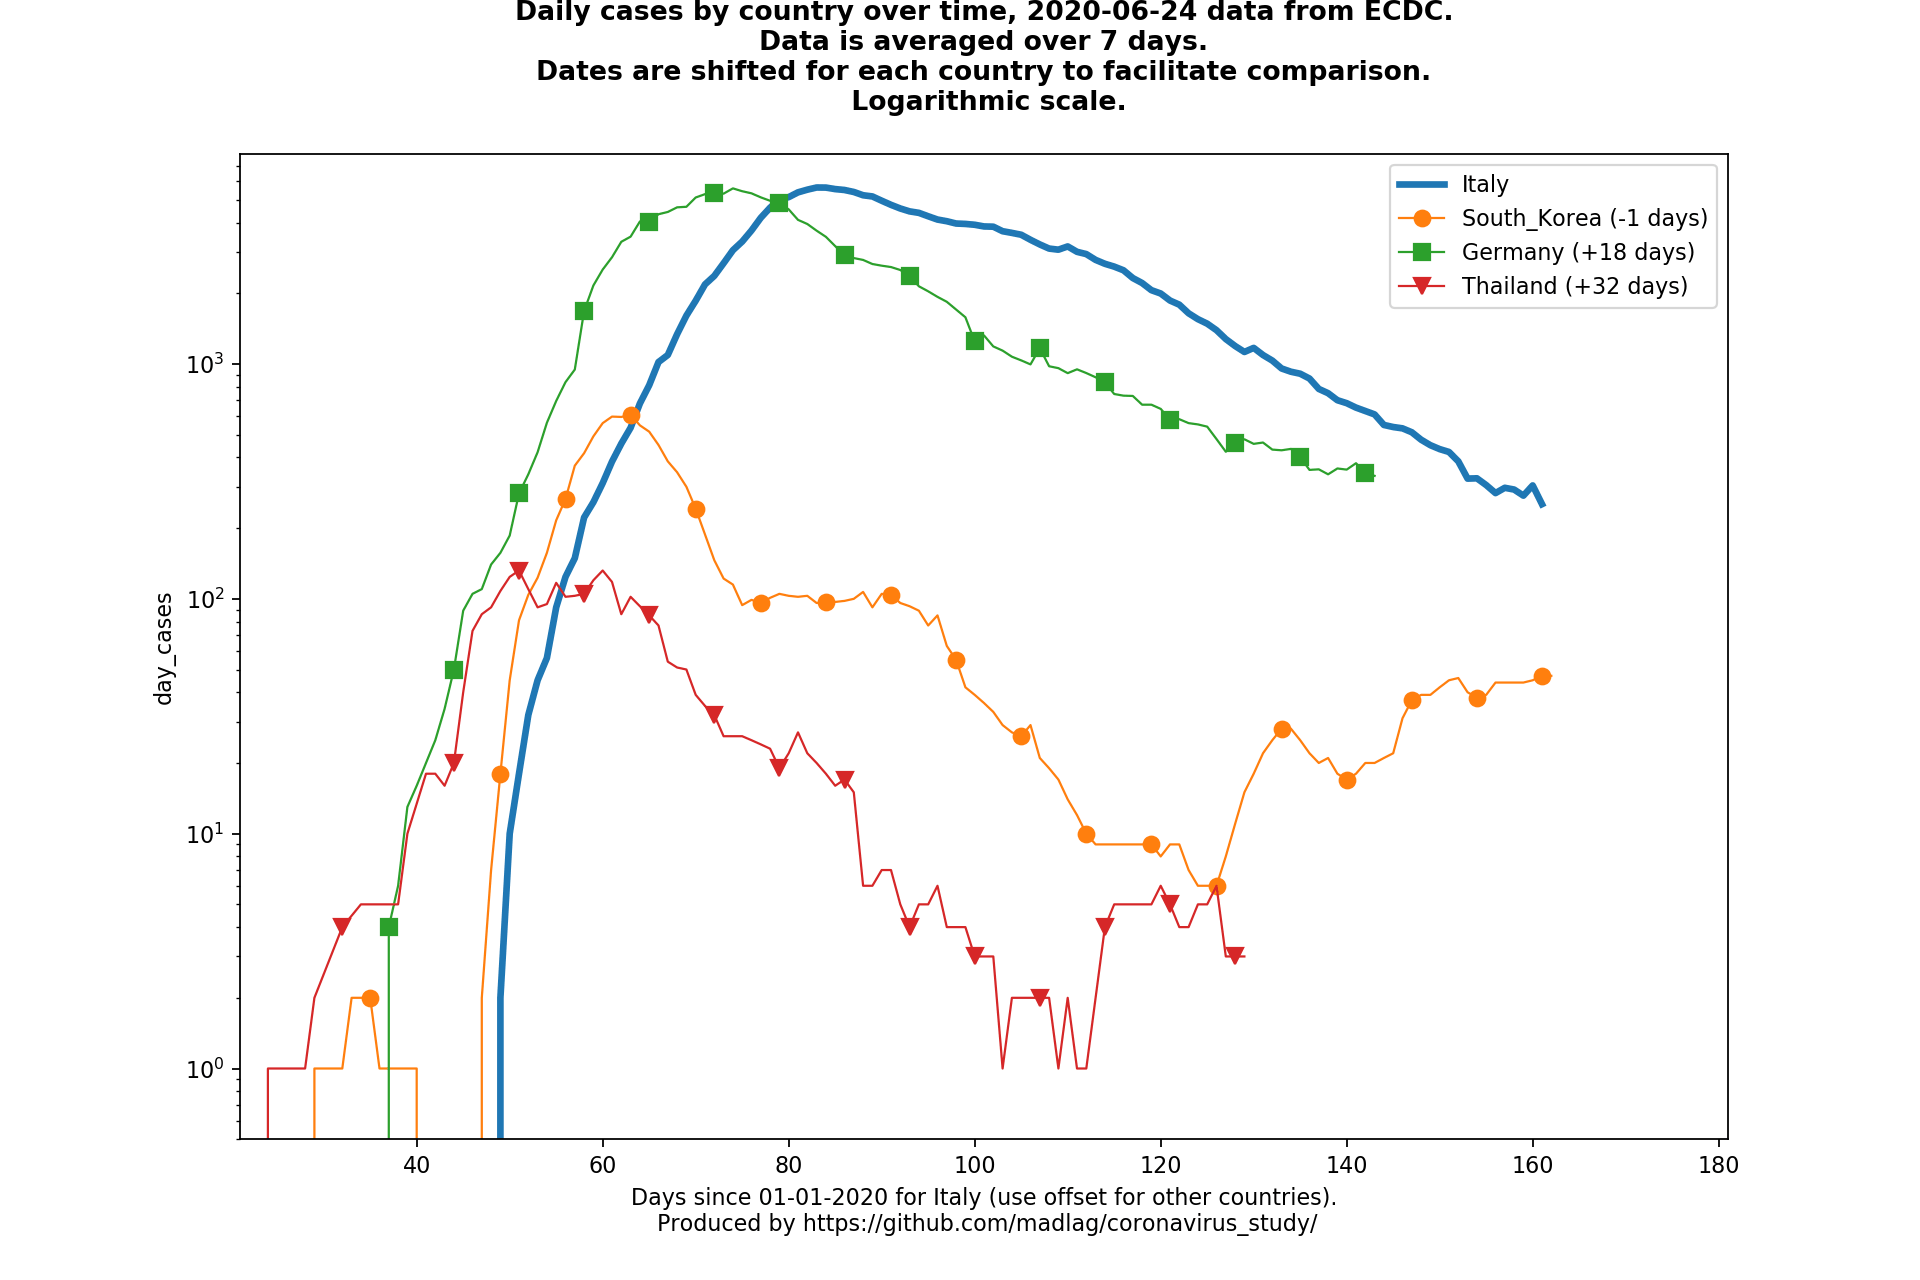 Daily cases by country over time, 2020-06-24 data from ECDC.
Data is averaged over 7 days.
Dates are shifted for each country to facilitate comparison.
Logarithmic scale.
Italy
South_Korea (-1 days)
Germany (+18 days)
Thailand (+32 days)
day_cases
10³
10²
10¹
10⁰
40 60 80 100 120 140 160 180
Days since 01-01-2020 for Italy (use offset for other countries).
Produced by https://github.com/madlag/coronavirus_study/